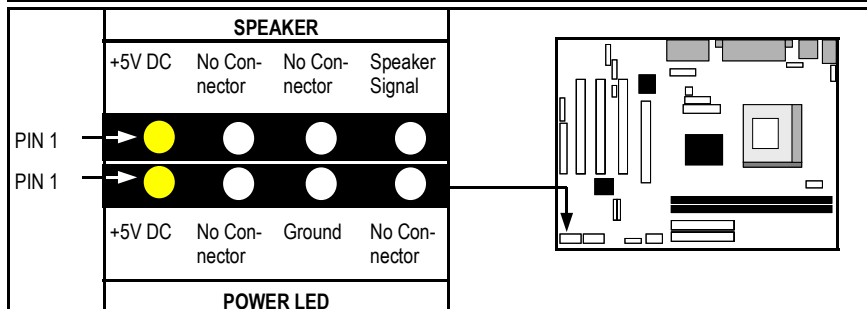 SPEAKER
+5V DC No Con- No Con- Speaker
nector nector Signal
PIN 1
PIN 1
+5V DC No Con- Ground No Con-
nector nector
POWER LED